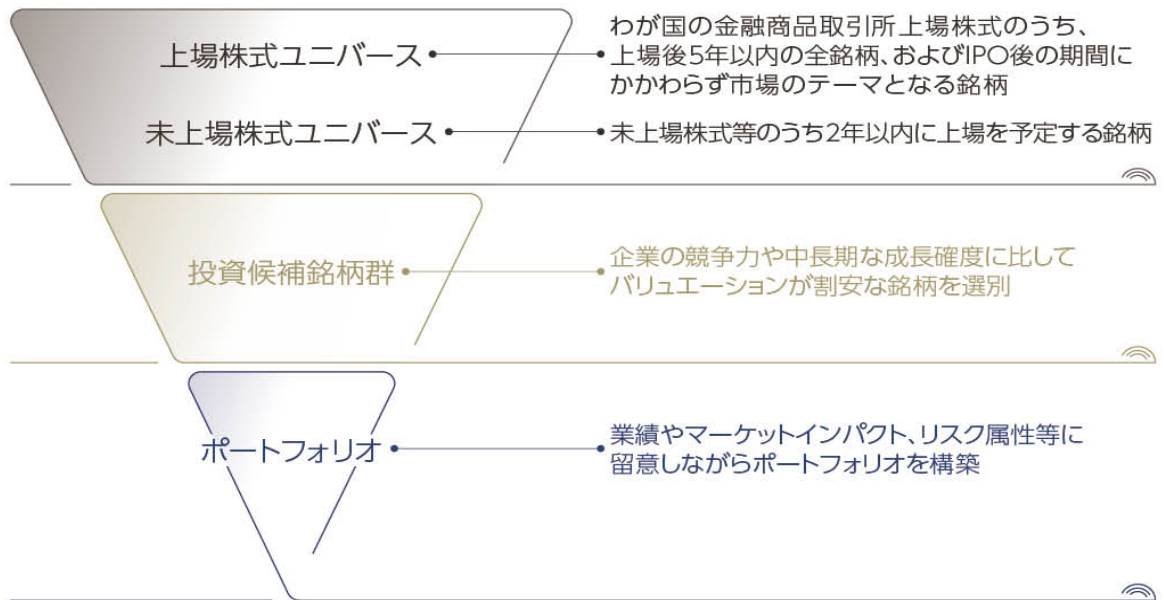 上場株式ユニバース
わが国の金融商品取引所上場株式のうち、
上場後5年以内の全銘柄、およびIPO後の期間に
かかわらず市場のテーマとなる銘柄
未上場株式ユニバース
未上場株式等のうち2年以内に上場を予定する銘柄
投資候補銘柄群
企業の競争力や中長期な成長確度に比して
バリュエーションが割安な銘柄を選別
ポートフォリオ
業績やマーケットインパクト、リスク属性等に
留意しながらポートフォリオを構築